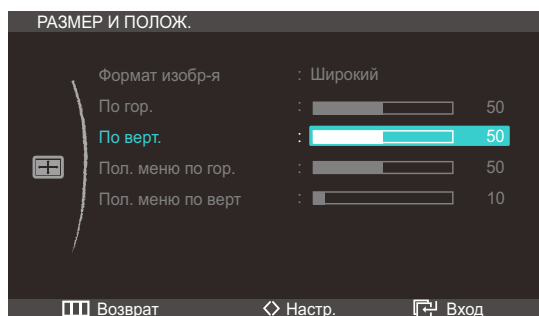 РАЗМЕР И ПОЛОЖ.
Формат изобр-я : Широкий
По гор. : 50
По верт. : 50
Пол. меню по гор. : 50
Пол. меню по верт : 10
Возврат Настр. Вход